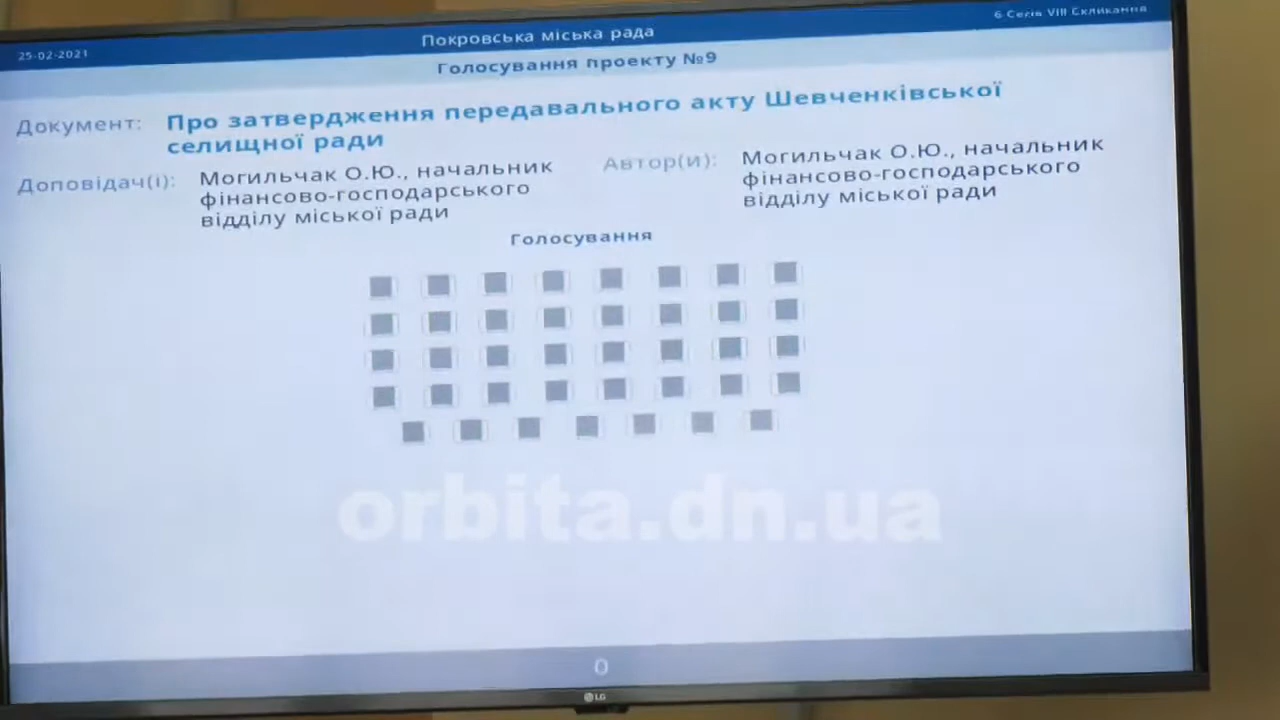 25-02-2021
Покровська міська рада
6 Сесія VIII Скликання
Голосування проекту №9
Документ:
Про затвердження передавального акту Шевченківської
селищної ради
Доповідач(і):
Могильчак О.Ю., начальник
фінансово-господарського
відділу міської ради
Автор(и):
Могильчак О.Ю., начальник
фінансово-господарського
відділу міської ради
Голосування
orbita.dn.ua
0
LG